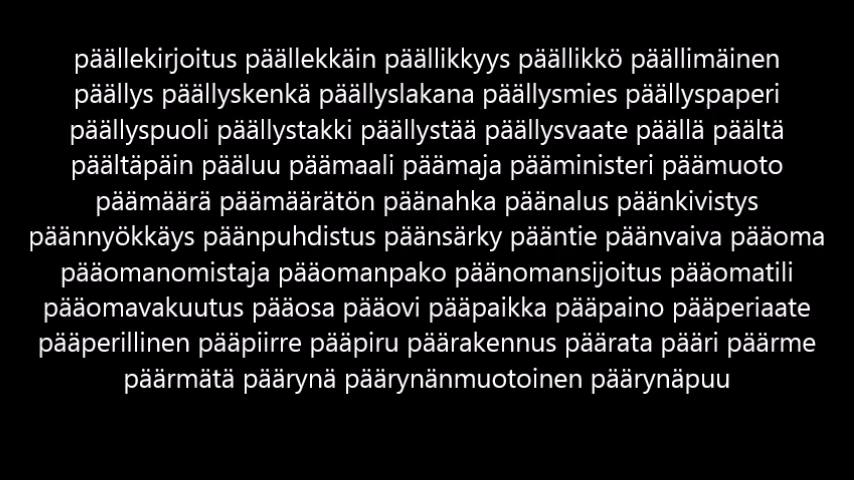 päällekirjoitus päällekkäin päällikkyys päällikkö päällimäinen
päällys päällyskenkä päällyslakana päällysmies päällyspaperi
päällyspuoli päällystakki päällystää päällysvaate päällä päältä
päältäpäin pääluu päämaali päämaja pääministeri päämuoto
päämäärä päämäärätön päänahka päänalus päänkivistys
päännyökkäys päänpuhdistus päänsärky pääntie päänvaiva pääoma
pääomanomistaja pääomanpako päänomansijoitus pääomatili
pääomavakuutus pääosa pääovi pääpaikka pääpaino pääperiaate
pääperillinen pääpiirre pääpiru päärakennus päärata pääri päärme
päärmätä päärynä päärynänmuotoinen päärynäpuu